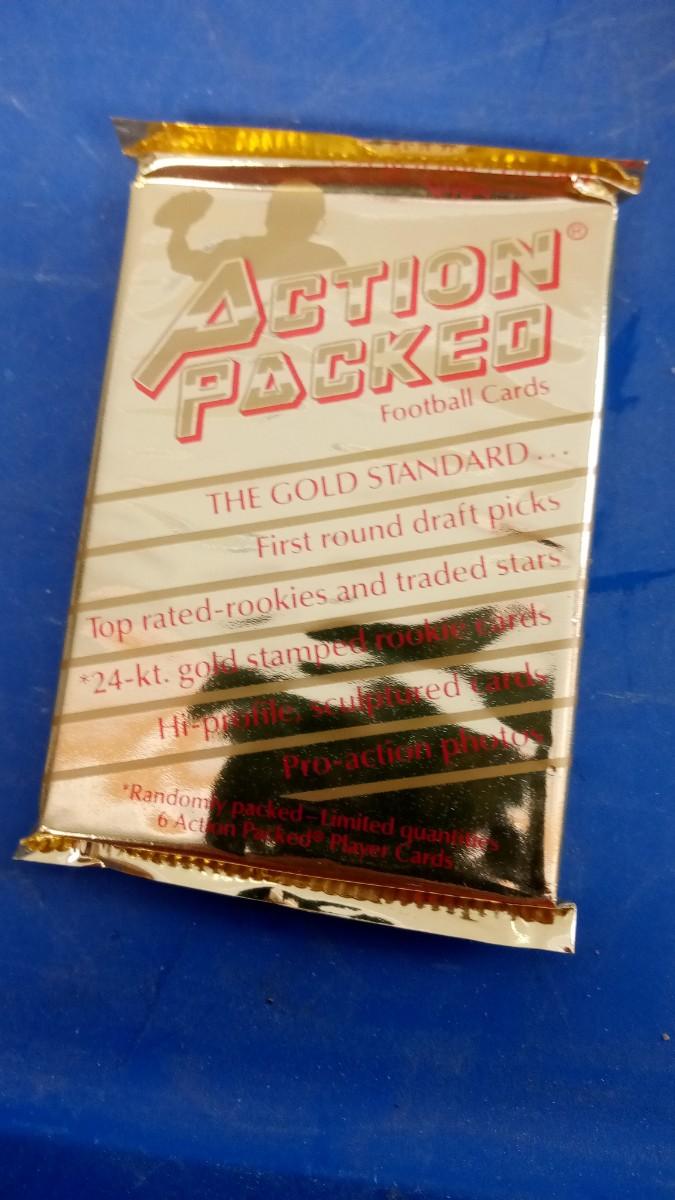 ACTION®
PACKED
Football Cards
THE GOLD STANDARD...
First round draft picks
Top rated-rookies and traded stars
*24-kt. gold stamped rookie cards
Hi-profile, sculptured cards
Pro-action photos
*Randomly packed–Limited quantities
6 Action Packed® Player Cards